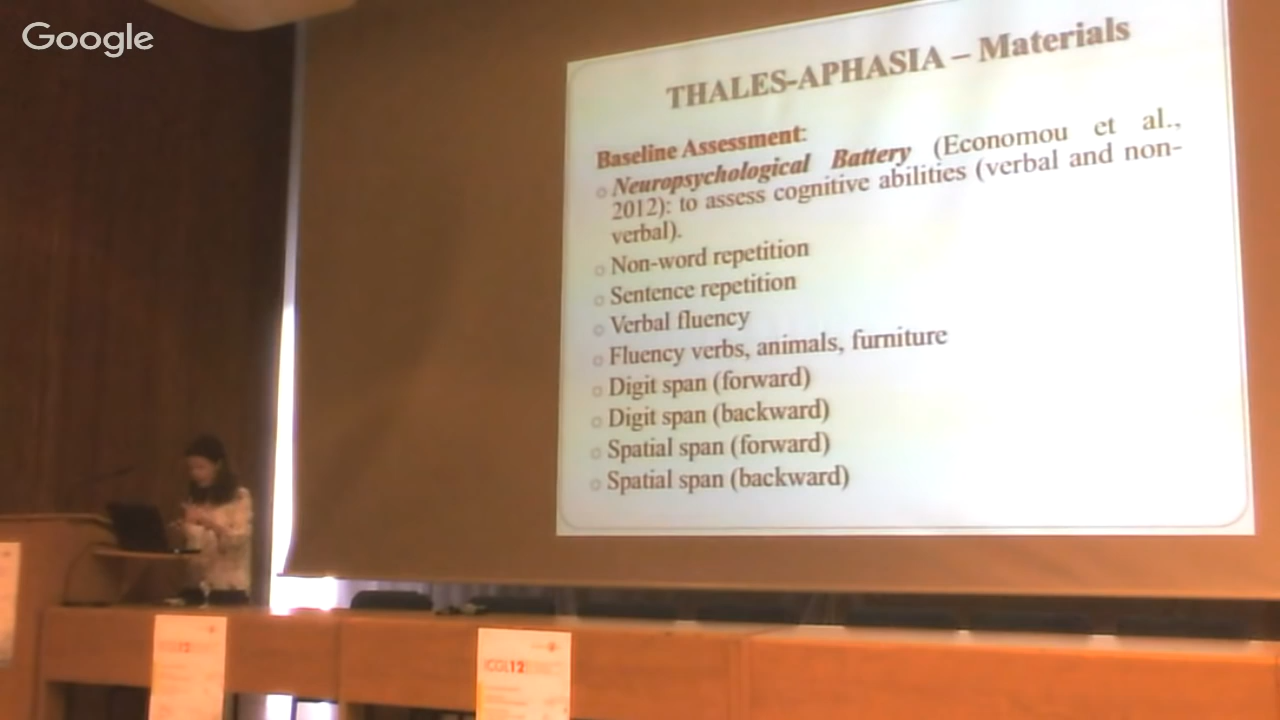 Google
THALES-APHASIA – Materials
Baseline Assessment:
Neuropsychological Battery (Economou et al.,
2012): to assess cognitive abilities (verbal and non-
verbal).
Non-word repetition
Sentence repetition
Verbal fluency
Fluency verbs, animals, furniture
Digit span (forward)
Digit span (backward)
Spatial span (forward)
Spatial span (backward)
ICGL12